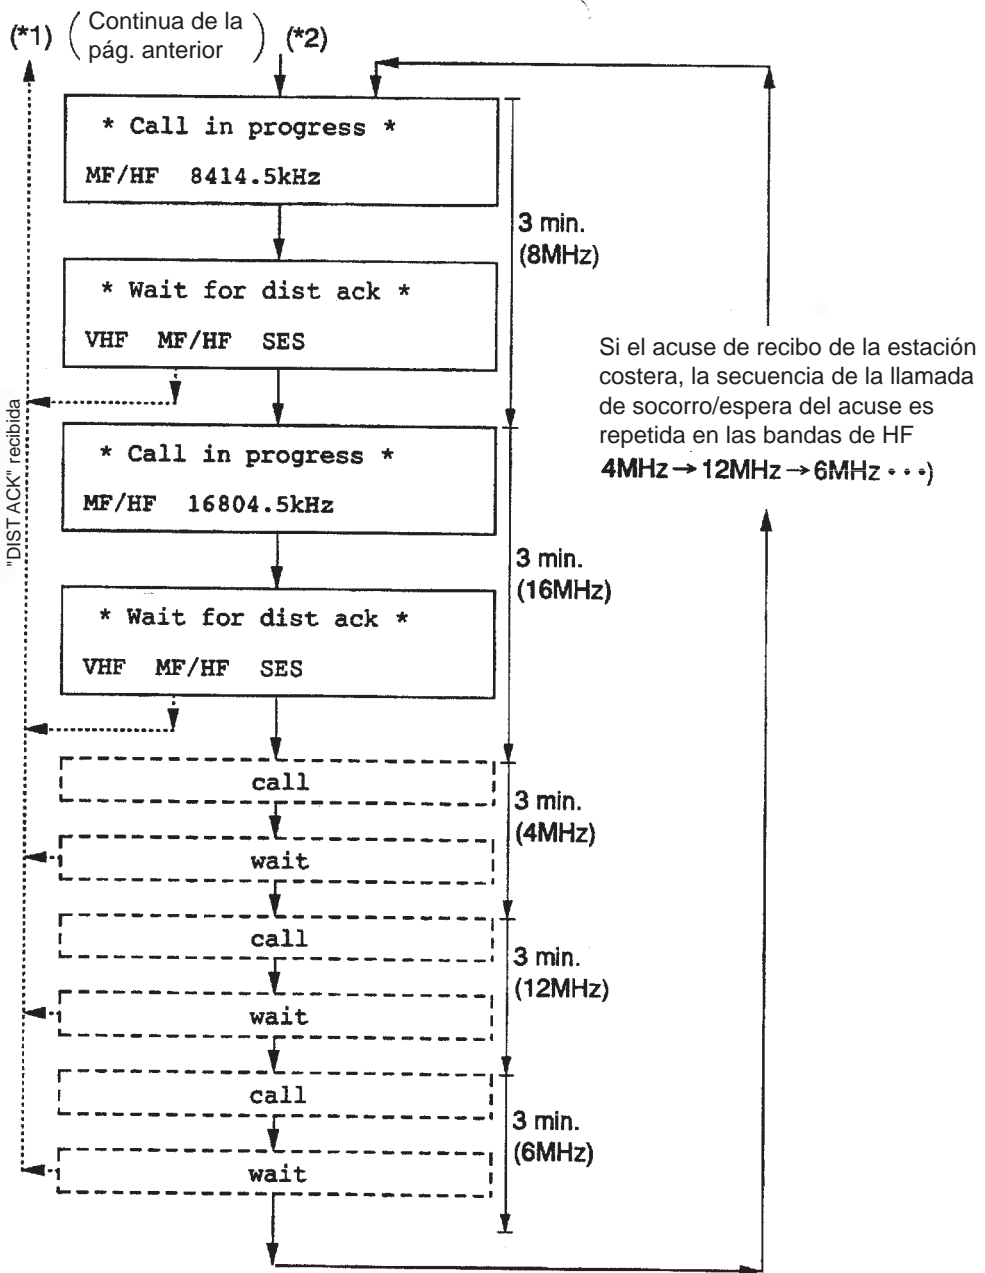 (*1) ( Continua de la
pág. anterior ) (*2)
* Call in progress *
MF/HF 8414.5kHz
3 min.
(8MHz)
* Wait for dist ack *
VHF MF/HF SES
Si el acuse de recibo de la estación
costera, la secuencia de la llamada
de socorro/espera del acuse es
repetida en las bandas de HF
4MHz→12MHz→6MHz • • •)
"DIST ACK" recibida
* Call in progress *
MF/HF 16804.5kHz
3 min.
(16MHz)
* Wait for dist ack *
VHF MF/HF SES
call
3 min.
(4MHz)
wait
call
3 min.
(12MHz)
wait
call
3 min.
(6MHz)
wait